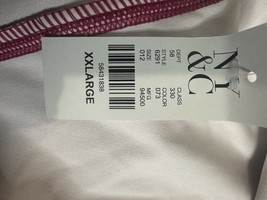 NY
&C
DEPT CLASS
58 330
STYLE COLOR
6291 073
SIZE MFG
012 94500
58431838
XXLARGE